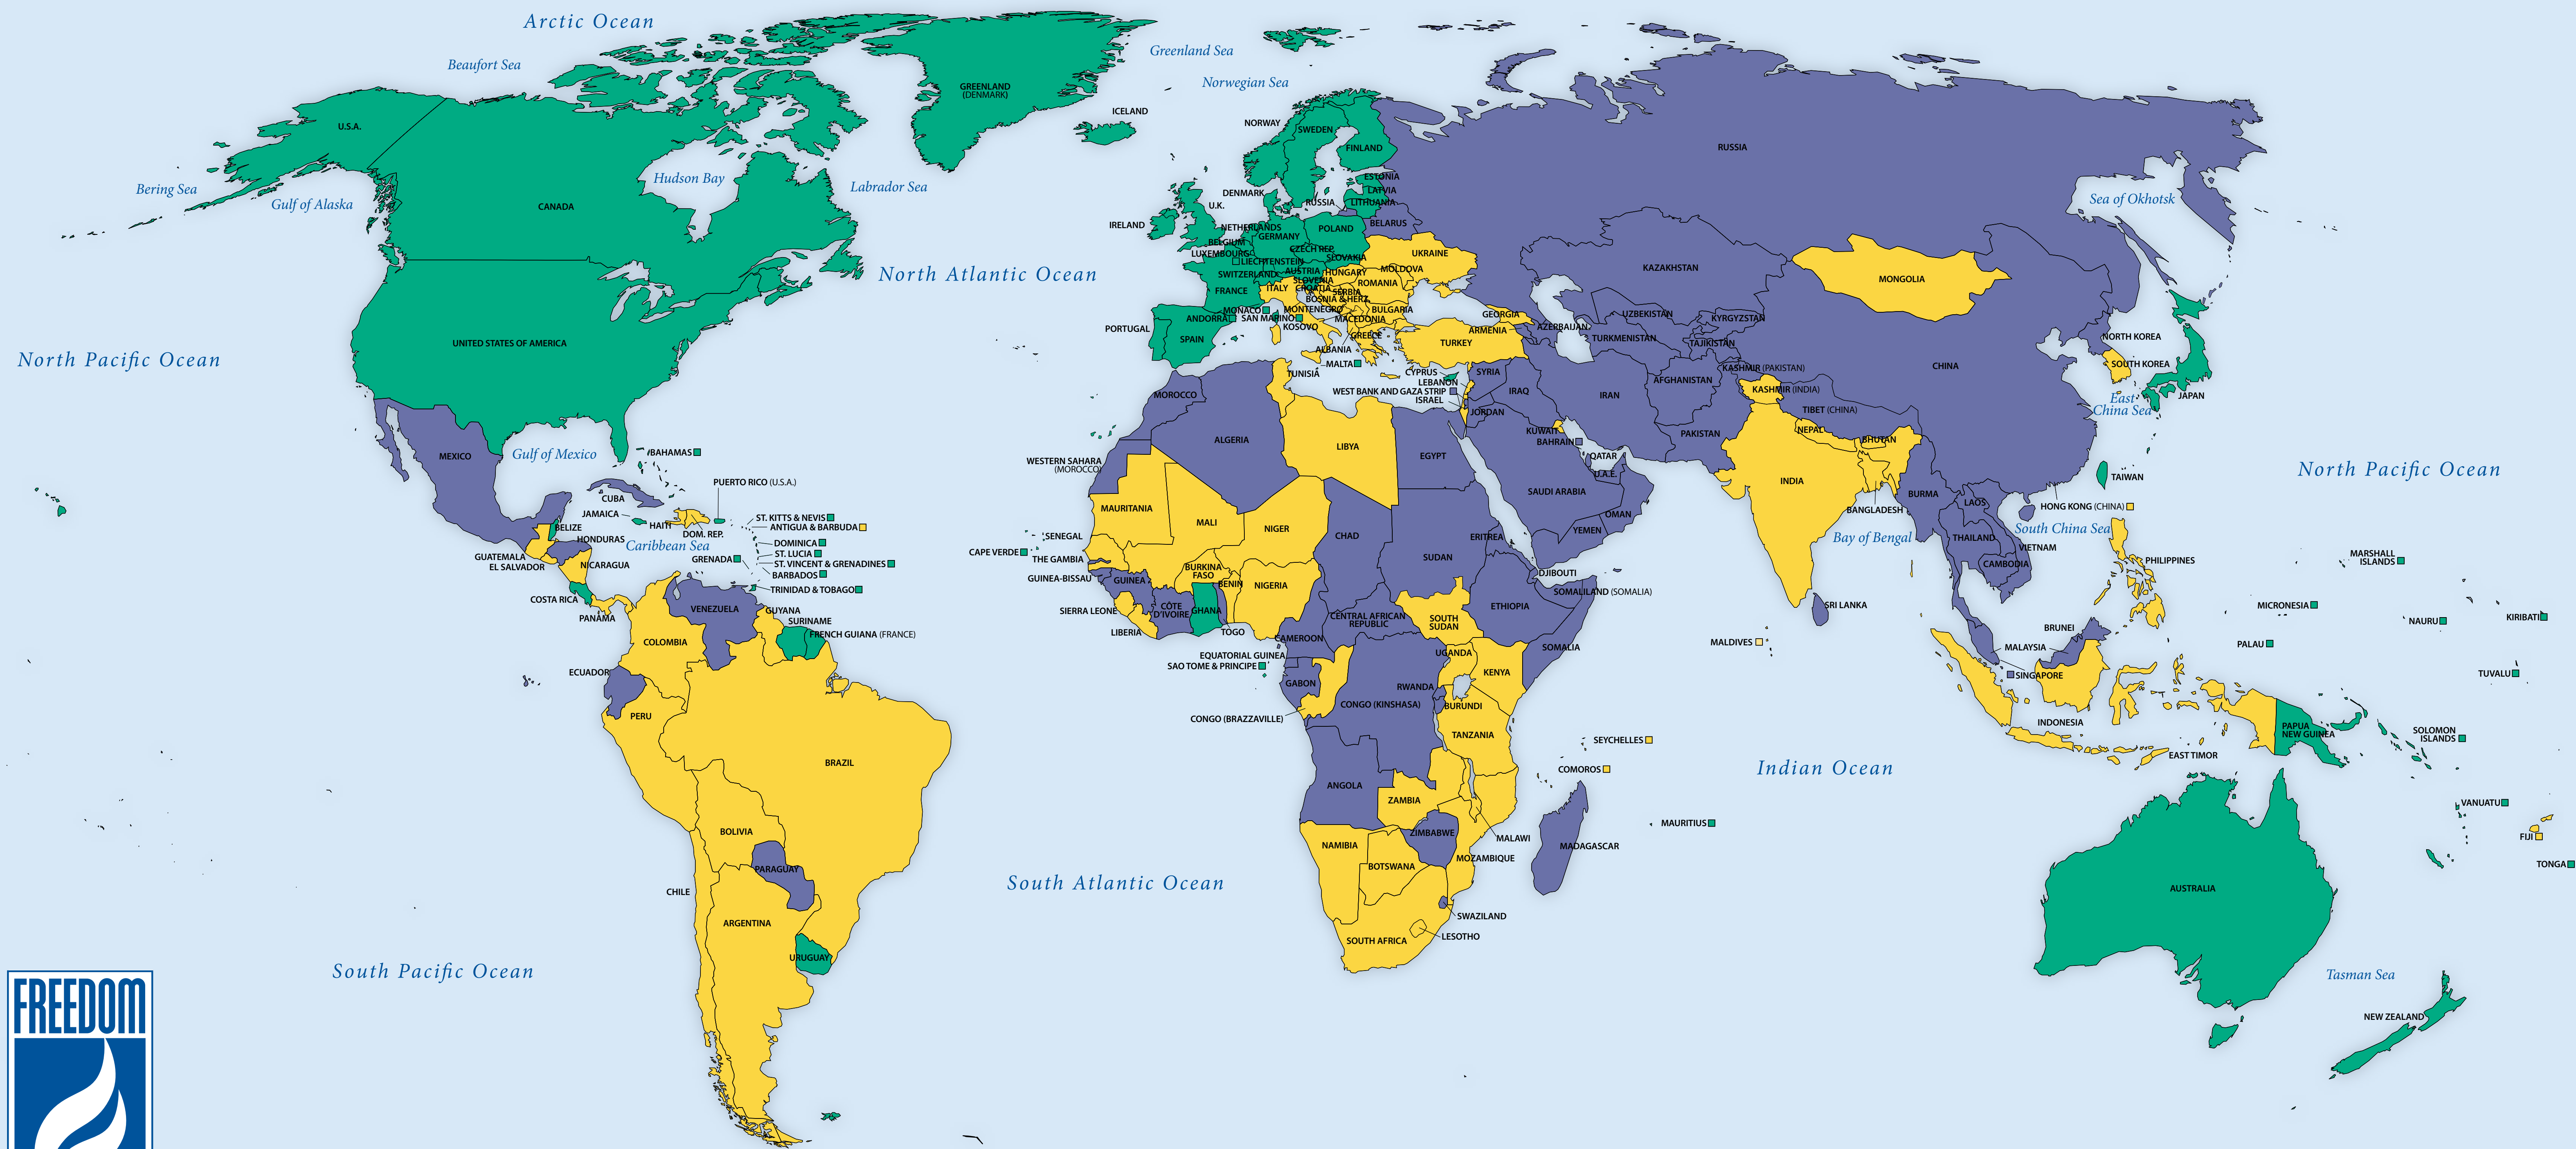 Arctic Ocean
Greenland Sea
Beaufort Sea
Norwegian Sea
GREENLAND
(DENMARK)
ICELAND
U.S.A.
NORWAY
SWEDEN
FINLAND
RUSSIA
Bering Sea
Gulf of Alaska
Hudson Bay
Labrador Sea
CANADA
ESTONIA
LATVIA
LITHUANIA
RUSSIA
DENMARK
U.K.
IRELAND
Sea of Okhotsk
NETHERLANDS
BELGIUM
LUXEMBOURG
GERMANY
POLAND
BELARUS
CZECH REP.
SLOVAKIA
UKRAINE
LIECHTENSTEIN
SWITZERLAND
AUSTRIA
HUNGARY
MOLDOVA
SLOVENIA
CROATIA
ROMANIA
FRANCE
ITALY
SERBIA
BOSNIA & HERZ.
MONACO
MONTENEGRO
BULGARIA
ANDORRA
SAN MARINO
MACEDONIA
KOSOVO
PORTUGAL
SPAIN
GREECE
ALBANIA
MALTA
North Atlantic Ocean
KAZAKHSTAN
MONGOLIA
GEORGIA
ARMENIA
AZERBAIJAN
UZBEKISTAN
KYRGYZSTAN
TURKMENISTAN
TAJIKISTAN
TURKEY
NORTH KOREA
SOUTH KOREA
JAPAN
CHINA
East
China Sea
North Pacific Ocean
UNITED STATES OF AMERICA
TUNISIA
CYPRUS
LEBANON
WEST BANK AND GAZA STRIP
ISRAEL
SYRIA
IRAQ
IRAN
JORDAN
AFGHANISTAN
KASHMIR (PAKISTAN)
KASHMIR (INDIA)
TIBET (CHINA)
MOROCCO
ALGERIA
LIBYA
EGYPT
KUWAIT
BAHRAIN
QATAR
U.A.E.
PAKISTAN
NEPAL
BHUTAN
MEXICO
Gulf of Mexico
BAHAMAS
WESTERN SAHARA
(MOROCCO)
SAUDI ARABIA
OMAN
YEMEN
INDIA
BANGLADESH
BURMA
LAOS
TAIWAN
HONG KONG (CHINA)
North Pacific Ocean
PUERTO RICO (U.S.A.)
CUBA
JAMAICA
HAITI
DOM. REP.
BELIZE
HONDURAS
Caribbean Sea
GUATEMALA
EL SALVADOR
NICARAGUA
ST. KITTS & NEVIS
ANTIGUA & BARBUDA
DOMINICA
ST. LUCIA
GRENADA
ST. VINCENT & GRENADINES
BARBADOS
TRINIDAD & TOBAGO
COSTA RICA
PANAMA
MAURITANIA
MALI
NIGER
CHAD
SUDAN
ERITREA
DJIBOUTI
SENEGAL
CAPE VERDE
THE GAMBIA
GUINEA-BISSAU
GUINEA
BURKINA
FASO
BENIN
NIGERIA
SIERRA LEONE
LIBERIA
CÔTE
D'IVOIRE
GHANA
TOGO
SOMALILAND (SOMALIA)
ETHIOPIA
SOUTH
SUDAN
CENTRAL AFRICAN
REPUBLIC
CAMEROON
Bay of Bengal
South China Sea
THAILAND
VIETNAM
CAMBODIA
PHILIPPINES
SRI LANKA
MARSHALL
ISLANDS
MICRONESIA
NAURU
KIRIBATI
PALAU
TUVALU
VENEZUELA
GUYANA
SURINAME
FRENCH GUIANA (FRANCE)
COLOMBIA
ECUADOR
PERU
BRAZIL
EQUATORIAL GUINEA
SAO TOME & PRINCIPE
GABON
CONGO (BRAZZAVILLE)
CONGO (KINSHASA)
UGANDA
KENYA
SOMALIA
RWANDA
BURUNDI
TANZANIA
MALDIVES
BRUNEI
MALAYSIA
SINGAPORE
INDONESIA
EAST TIMOR
PAPUA
NEW GUINEA
SOLOMON
ISLANDS
SEYCHELLES
COMOROS
Indian Ocean
ANGOLA
ZAMBIA
MALAWI
ZIMBABWE
MOZAMBIQUE
MADAGASCAR
MAURITIUS
NAMIBIA
BOTSWANA
SWAZILAND
LESOTHO
SOUTH AFRICA
VANUATU
FIJI
TONGA
BOLIVIA
PARAGUAY
CHILE
ARGENTINA
URUGUAY
South Atlantic Ocean
South Pacific Ocean
AUSTRALIA
Tasman Sea
NEW ZEALAND
FREEDOM